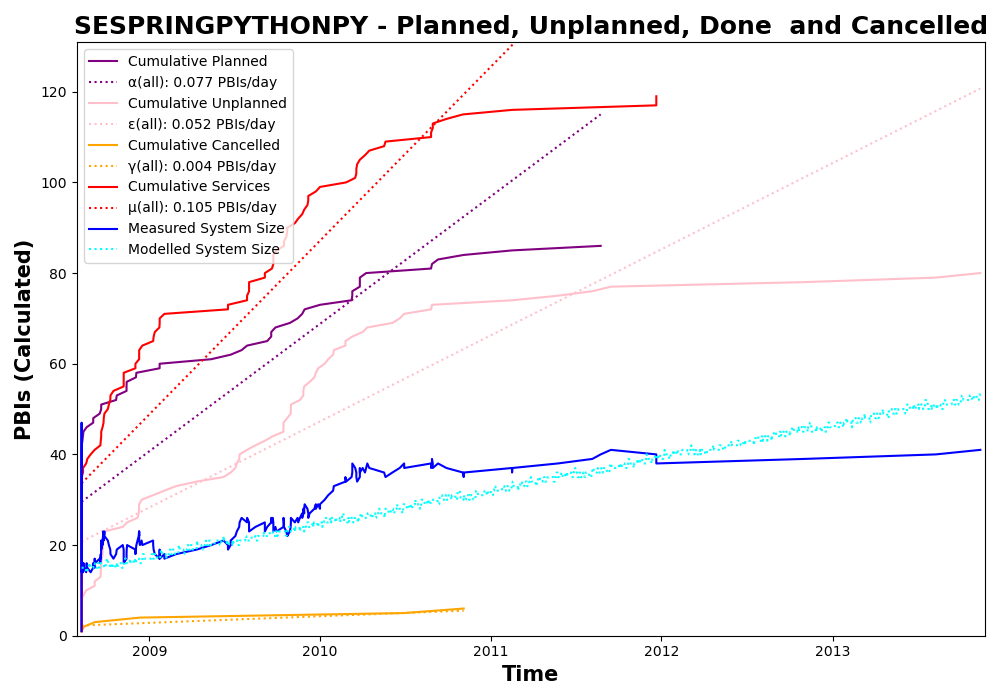 SESPRINGPYTHONPY - Planned, Unplanned, Done  and Cancelled
Cumulative Planned
α(all): 0.077 PBIs/day
Cumulative Unplanned
ε(all): 0.052 PBIs/day
Cumulative Cancelled
γ(all): 0.004 PBIs/day
Cumulative Services
μ(all): 0.105 PBIs/day
Measured System Size
Modelled System Size
PBIs (Calculated)
120
100
80
60
40
20
0
2009 2010 2011 2012 2013
Time